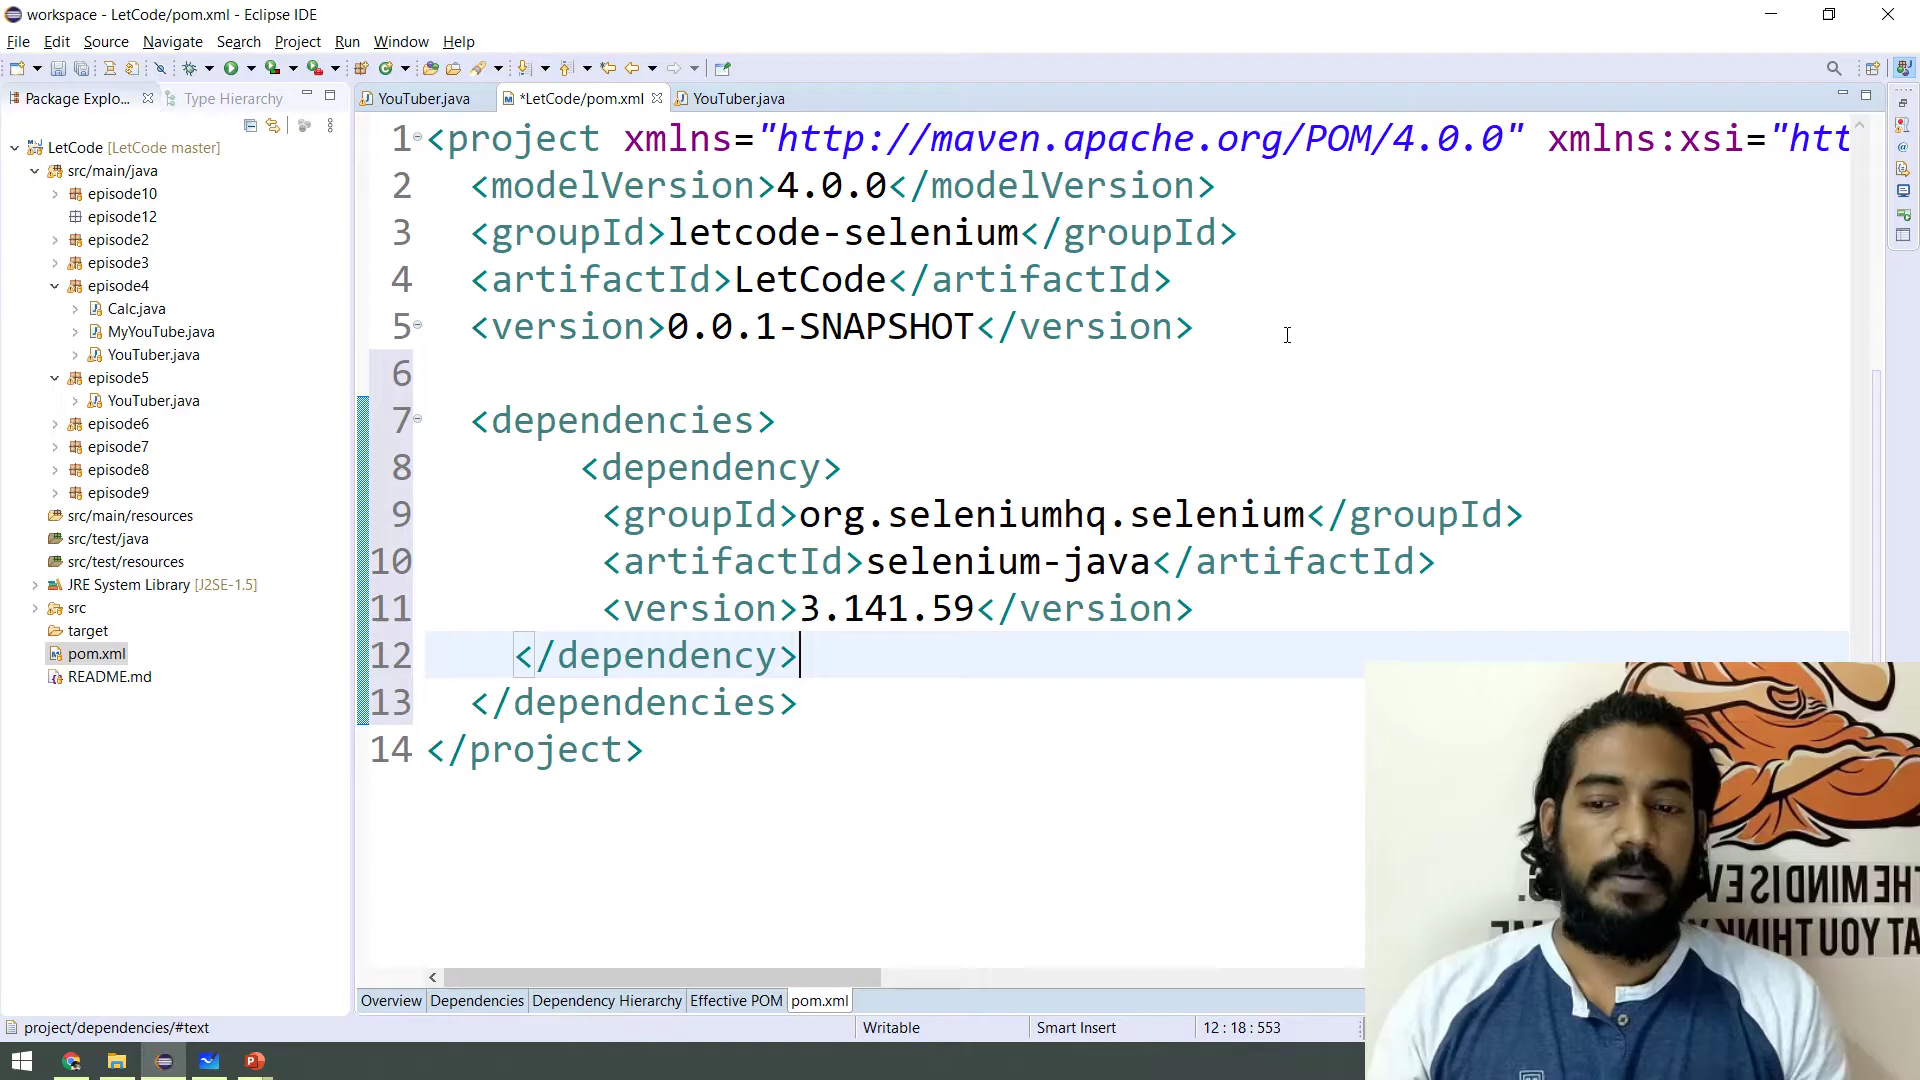 workspace - LetCode/pom.xml - Eclipse IDE
File Edit Source Navigate Search Project Run Window Help
Package Explo... Type Hierarchy
YouTuber.java *LetCode/pom.xml YouTuber.java
LetCode [LetCode master]
src/main/java
episode10
episode12
episode2
episode3
episode4
Calc.java
MyYouTube.java
YouTuber.java
episode5
YouTuber.java
episode6
episode7
episode8
episode9
src/main/resources
src/test/java
src/test/resources
JRE System Library [J2SE-1.5]
src
target
pom.xml
README.md
1 <project xmlns="http://maven.apache.org/POM/4.0.0" xmlns:xsi="htt
2 <modelVersion>4.0.0</modelVersion>
3 <groupId>letcode-selenium</groupId>
4 <artifactId>LetCode</artifactId>
5 <version>0.0.1-SNAPSHOT</version>
6
7 <dependencies>
8 <dependency>
9 <groupId>org.seleniumhq.selenium</groupId>
10 <artifactId>selenium-java</artifactId>
11 <version>3.141.59</version>
12 </dependency>
13 </dependencies>
14 </project>
Overview Dependencies Dependency Hierarchy Effective POM pom.xml
project/dependencies/#text Writable Smart Insert 12 : 18 : 553